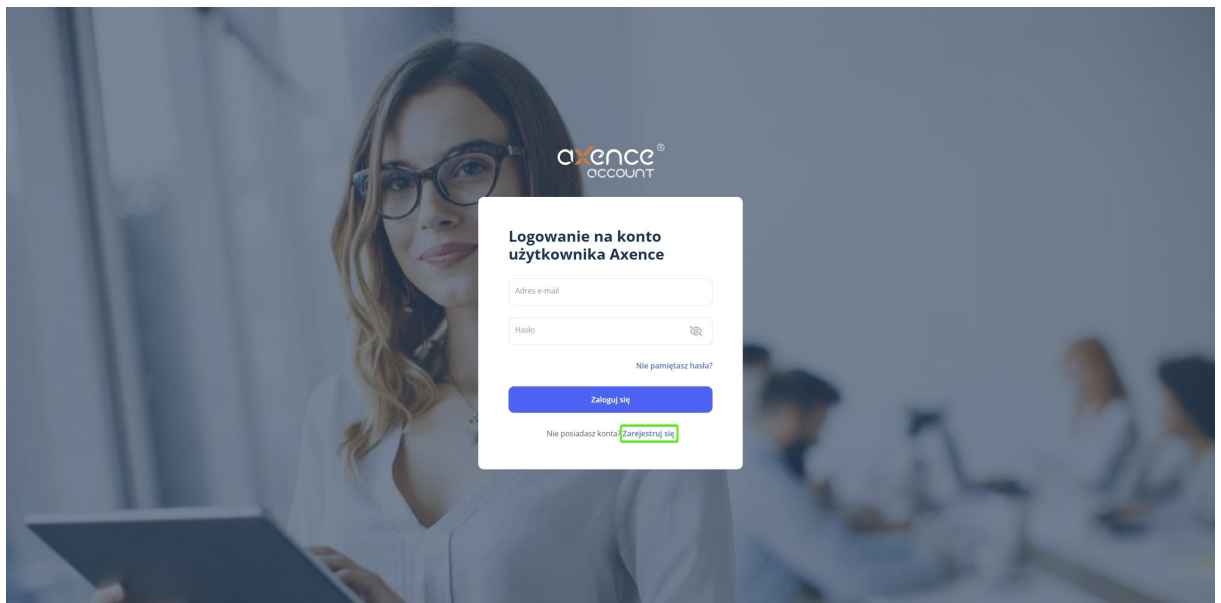 axence®
account
Logowanie na konto
użytkownika Axence
Adres e-mail
Hasło
Nie pamiętasz hasła?
Zaloguj się
Nie posiadasz konta? Zarejestruj się